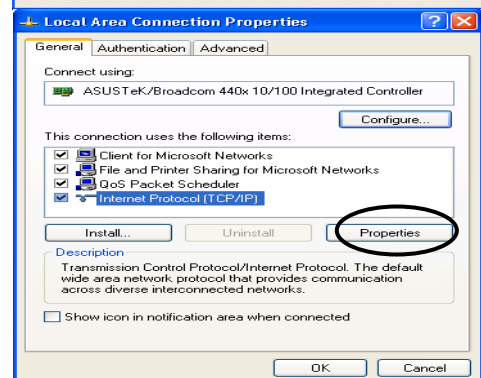 Local Area Connection Properties
General Authentication Advanced
Connect using:
ASUSTeK/Broadcom 440x 10/100 Integrated Controller
Configure...
This connection uses the following items:
Client for Microsoft Networks
File and Printer Sharing for Microsoft Networks
QoS Packet Scheduler
Internet Protocol (TCP/IP)
Install... Uninstall Properties
Description
Transmission Control Protocol/Internet Protocol. The default
wide area network protocol that provides communication
across diverse interconnected networks.
Show icon in notification area when connected
OK Cancel